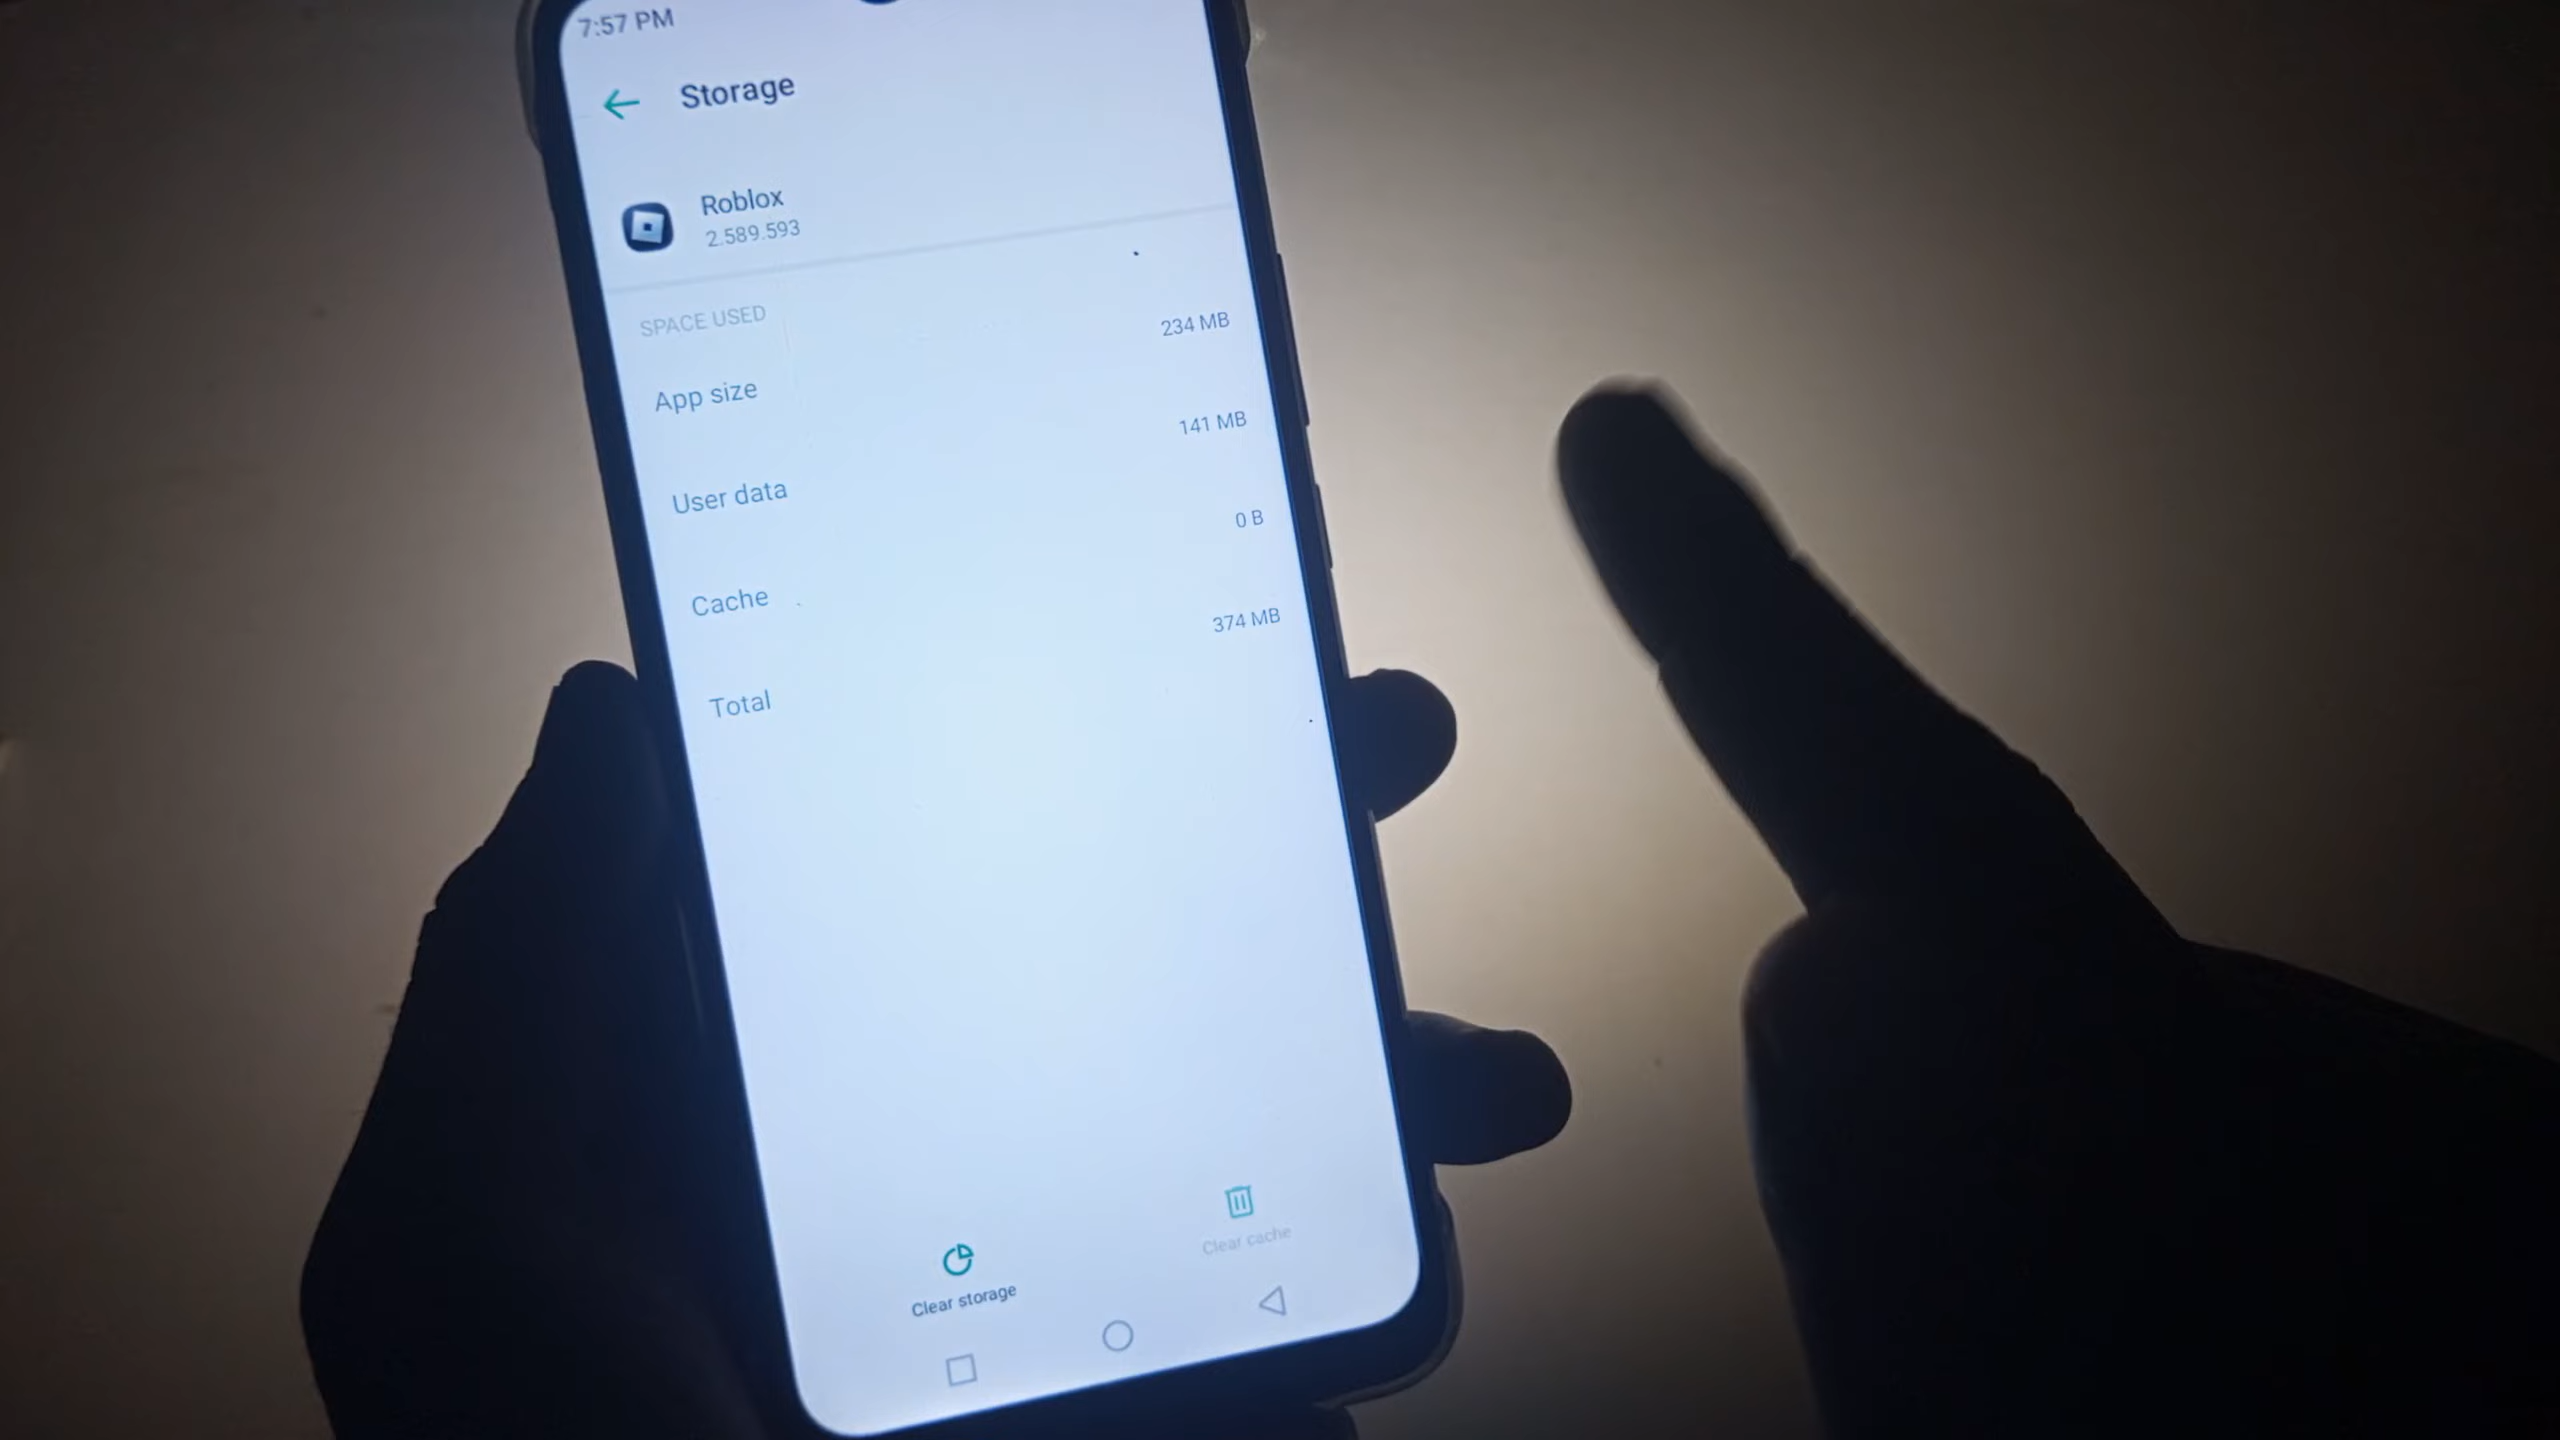 7:57 PM
Storage
Roblox
2.589.593
SPACE USED
App size
234 MB
User data
141 MB
Cache
0 B
Total
374 MB
Clear storage
Clear cache